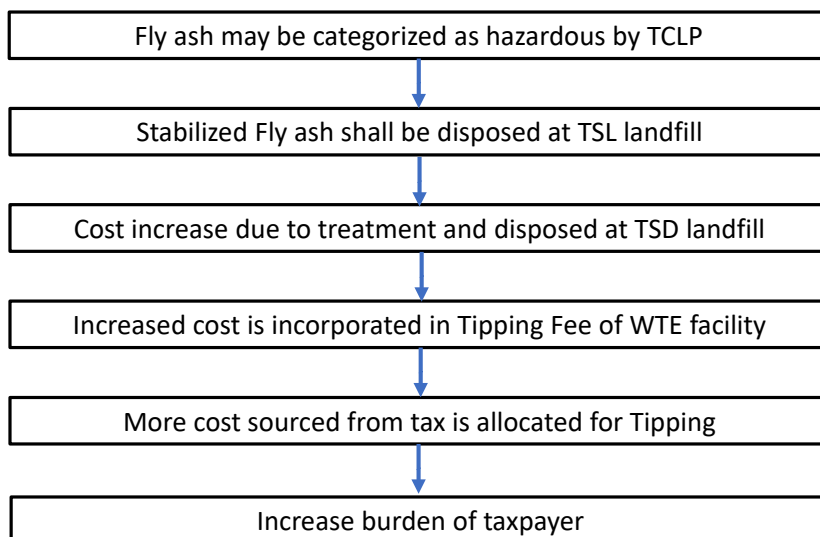 Fly ash may be categorized as hazardous by TCLP
Stabilized Fly ash shall be disposed at TSL landfill
Cost increase due to treatment and disposed at TSD landfill
Increased cost is incorporated in Tipping Fee of WTE facility
More cost sourced from tax is allocated for Tipping
Increase burden of taxpayer